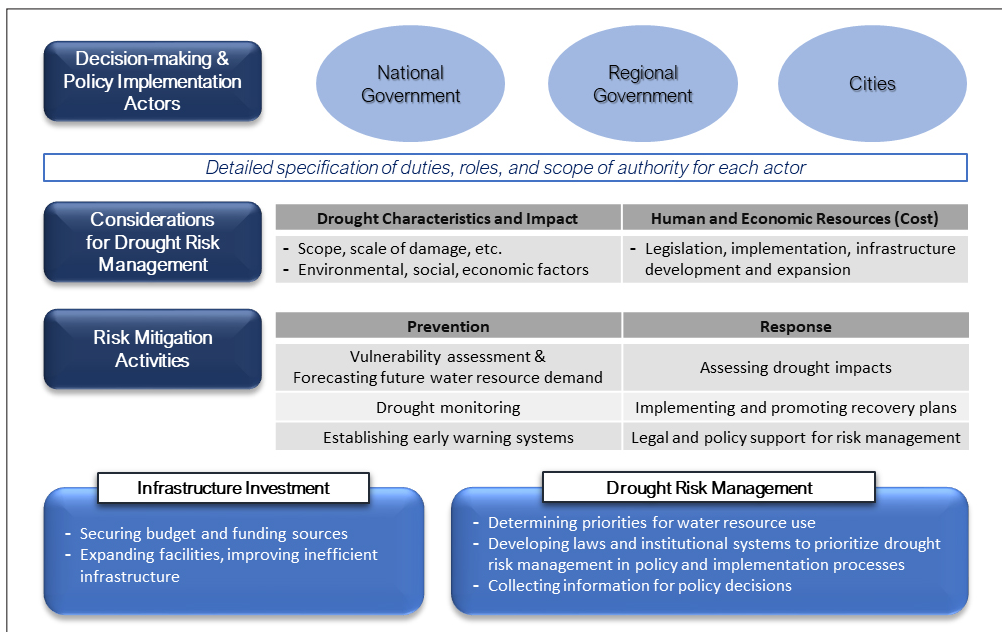 Decision-making &
Policy Implementation
Actors
National
Government
Regional
Government
Cities
Detailed specification of duties, roles, and scope of authority for each actor
Considerations
for Drought Risk
Management
Drought Characteristics and Impact
Human and Economic Resources (Cost)
- Scope, scale of damage, etc.
- Environmental, social, economic factors
- Legislation, implementation, infrastructure
development and expansion
Risk Mitigation
Activities
Prevention
Response
Vulnerability assessment &
Forecasting future water resource demand
Assessing drought impacts
Drought monitoring
Implementing and promoting recovery plans
Establishing early warning systems
Legal and policy support for risk management
Infrastructure Investment
- Securing budget and funding sources
- Expanding facilities, improving inefficient
infrastructure
Drought Risk Management
- Determining priorities for water resource use
- Developing laws and institutional systems to prioritize drought
risk management in policy and implementation processes
- Collecting information for policy decisions